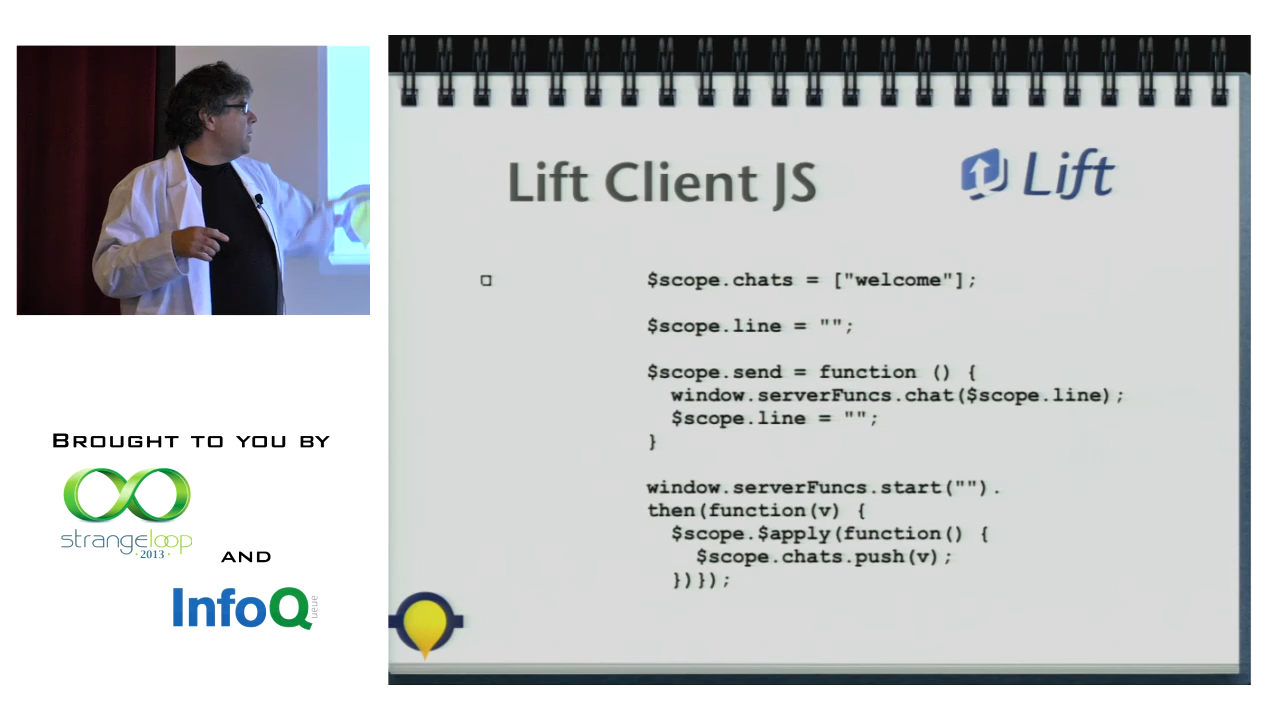 Lift Client JS
Lift
$scope.chats = ["welcome"];
$scope.line = "";
$scope.send = function () {
window.serverFuncs.chat($scope.line);
$scope.line = "";
}
window.serverFuncs.start("").
then(function(v) {
$scope.$apply(function() {
$scope.chats.push(v);
})});
BROUGHT TO YOU BY
strangeloop
· 2013 ·
AND
InfoQ